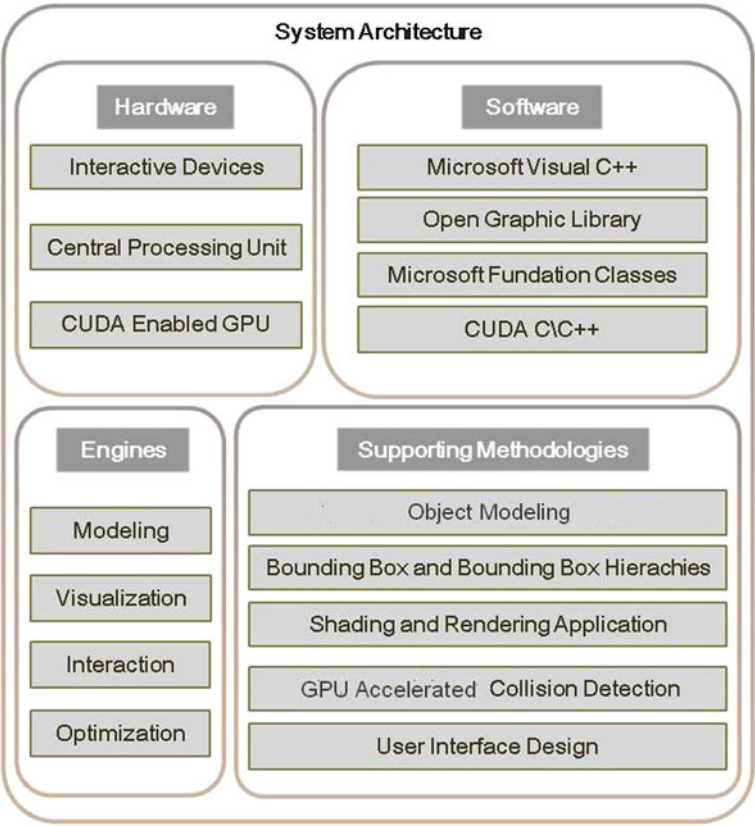 System Architecture
Hardware
Interactive Devices
Central Processing Unit
CUDA Enabled GPU
Software
Microsoft Visual C++
Open Graphic Library
Microsoft Fundation Classes
CUDA C\C++
Engines
Modeling
Visualization
Interaction
Optimization
Supporting Methodologies
Object Modeling
Bounding Box and Bounding Box Hierachies
Shading and Rendering Application
GPU Accelerated Collision Detection
User Interface Design